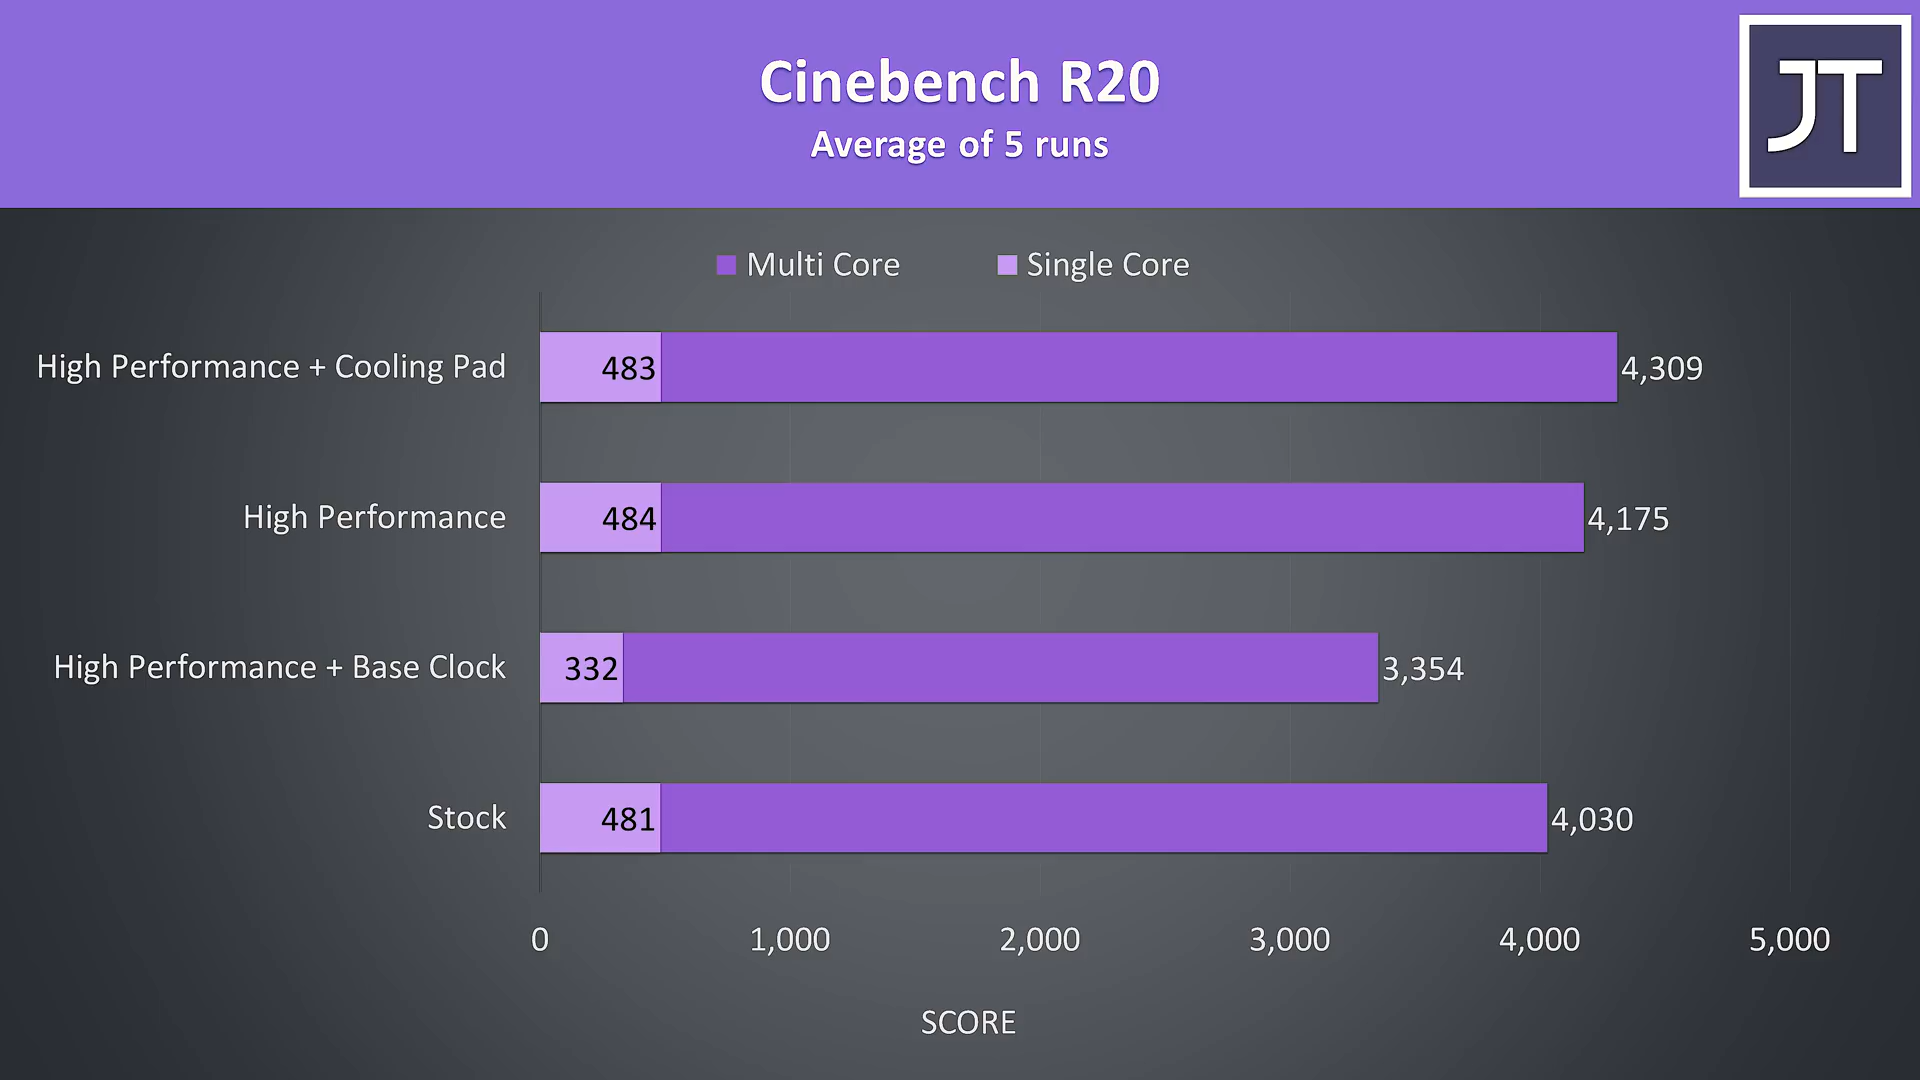 Cinebench R20
Average of 5 runs
JT
Multi Core
Single Core
High Performance + Cooling Pad
483
4,309
High Performance
484
4,175
High Performance + Base Clock
332
3,354
Stock
481
4,030
0
1,000
2,000
3,000
4,000
5,000
SCORE